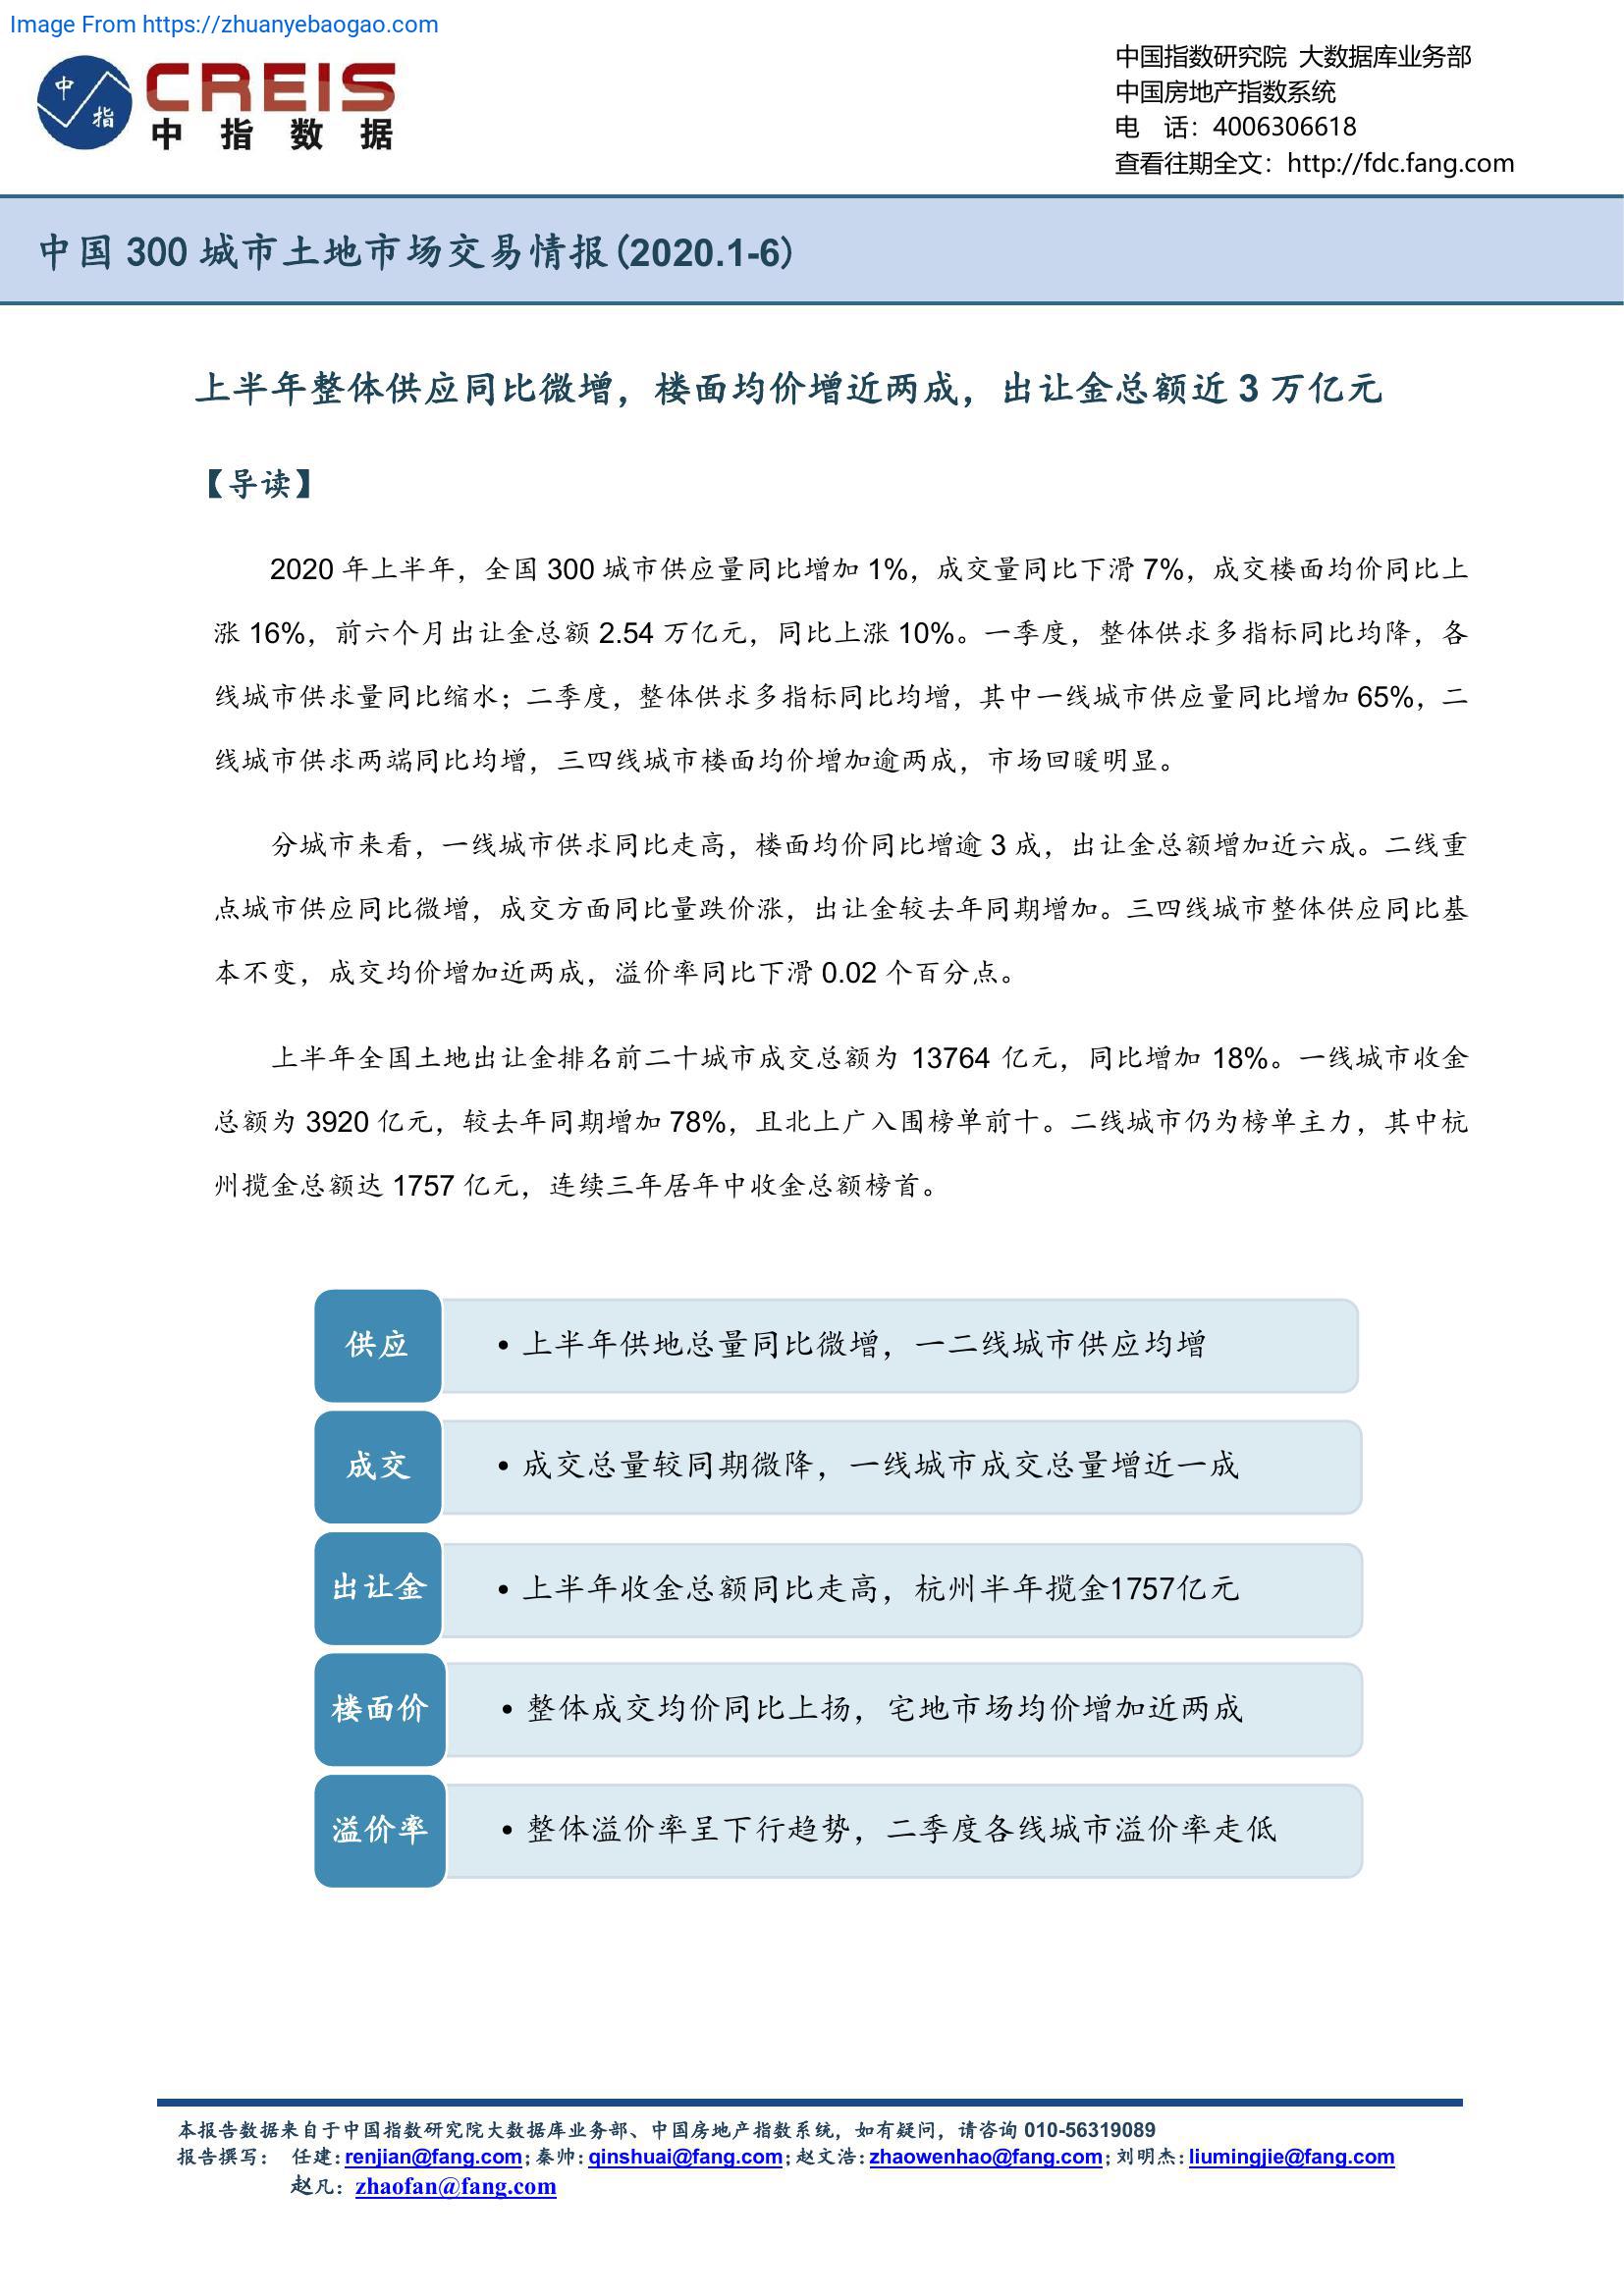 Image From https://zhuanyebaogao.com
中
指
CREIS
中指数据
中国指数研究院 大数据库业务部
中国房地产指数系统
电 话：4006306618
查看往期全文：http://fdc.fang.com
中国 300 城市土地市场交易情报(2020.1-6)
上半年整体供应同比微增，楼面均价增近两成，出让金总额近 3 万亿元
【导读】
2020 年上半年，全国 300 城市供应量同比增加 1%，成交量同比下滑 7%，成交楼面均价同比上
涨 16%，前六个月出让金总额 2.54 万亿元，同比上涨 10%。一季度，整体供求多指标同比均降，各
线城市供求量同比缩水；二季度，整体供求多指标同比均增，其中一线城市供应量同比增加 65%，二
线城市供求两端同比均增，三四线城市楼面均价增加逾两成，市场回暖明显。
分城市来看，一线城市供求同比走高，楼面均价同比增逾 3 成，出让金总额增加近六成。二线重
点城市供应同比微增，成交方面同比量跌价涨，出让金较去年同期增加。三四线城市整体供应同比基
本不变，成交均价增加近两成，溢价率同比下滑 0.02 个百分点。
上半年全国土地出让金排名前二十城市成交总额为 13764 亿元，同比增加 18%。一线城市收金
总额为 3920 亿元，较去年同期增加 78%，且北上广入围榜单前十。二线城市仍为榜单主力，其中杭
州揽金总额达 1757 亿元，连续三年居年中收金总额榜首。
供应
• 上半年供地总量同比微增，一二线城市供应均增
成交
• 成交总量较同期微降，一线城市成交总量增近一成
出让金
• 上半年收金总额同比走高，杭州半年揽金1757亿元
楼面价
• 整体成交均价同比上扬，宅地市场均价增加近两成
溢价率
• 整体溢价率呈下行趋势，二季度各线城市溢价率走低
本报告数据来自于中国指数研究院大数据库业务部、中国房地产指数系统，如有疑问，请咨询 010-56319089
报告撰写： 任建：renjian@fang.com；秦帅：qinshuai@fang.com；赵文浩：zhaowenhao@fang.com；刘明杰：liumingjie@fang.com
赵凡：zhaofan@fang.com